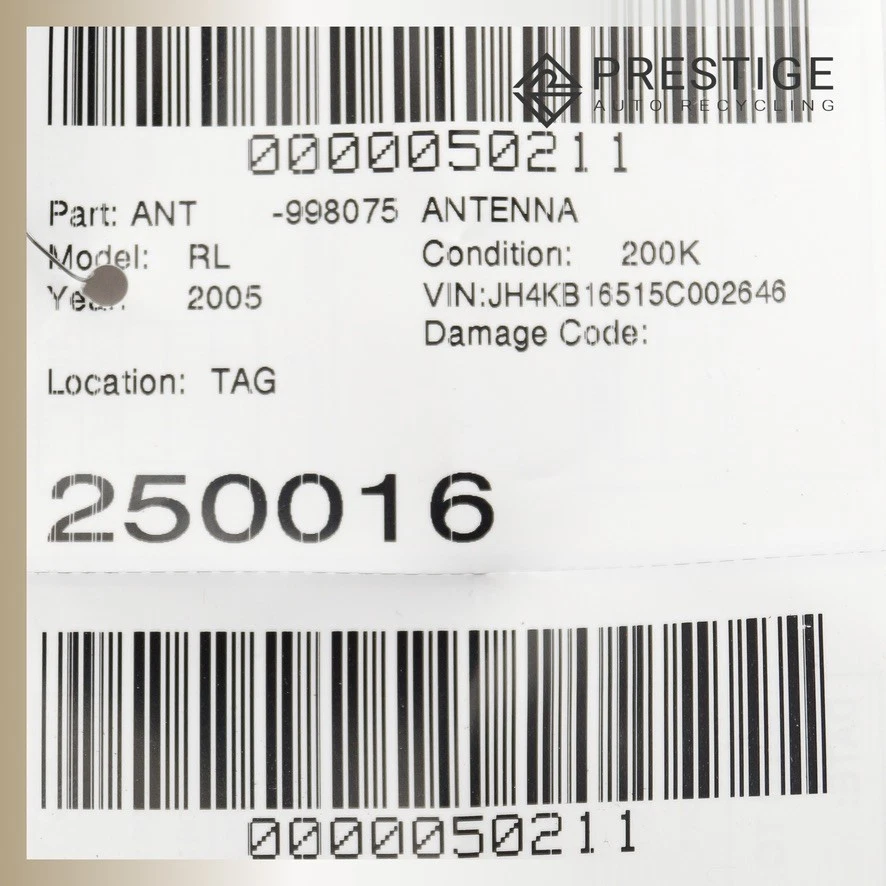 PRESTIGE
AUTO RECYCLING
0000050211
Part: ANT -998075 ANTENNA
Model: RL Condition: 200K
Year: 2005 VIN:JH4KB16515C002646
Damage Code:
Location: TAG
250016
0000050211